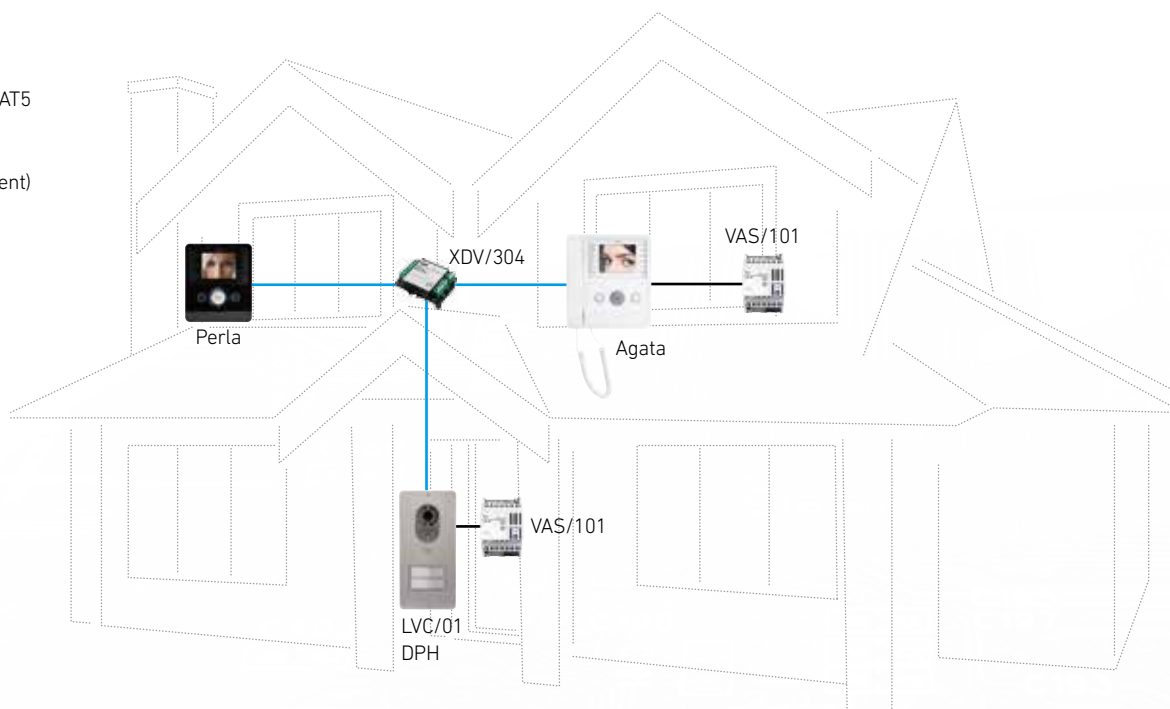 AT5
ent)
XDV/304
VAS/101
Perla
Agata
VAS/101
LVC/01
DPH